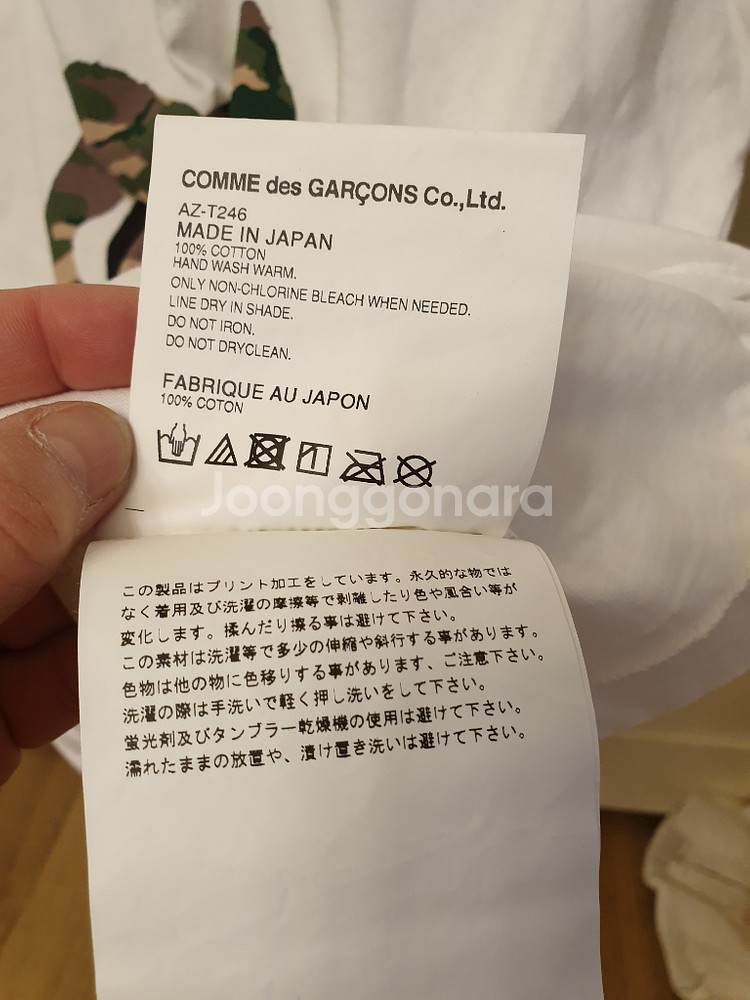 COMME des GARÇONS Co.,Ltd.
AZ-T246
MADE IN JAPAN
100% COTTON
HAND WASH WARM.
ONLY NON-CHLORINE BLEACH WHEN NEEDED.
LINE DRY IN SHADE.
DO NOT IRON.
DO NOT DRYCLEAN.
FABRIQUE AU JAPON
100% COTON
Joonggonara
この製品はプリント加工をしています。永久的な物では
なく着用及び洗濯の摩擦等で剥離したり色や風合い等が
変化します。揉んだり擦る事は避けて下さい。
この素材は洗濯等で多少の伸縮や斜行する事があります。
色物は他の物に色移りする事があります、ご注意下さい。
洗濯の際は手洗いで軽く押し洗いをして下さい。
蛍光剤及びタンブラー乾燥機の使用は避けて下さい。
濡れたままの放置や、漬け置き洗いは避けて下さい。